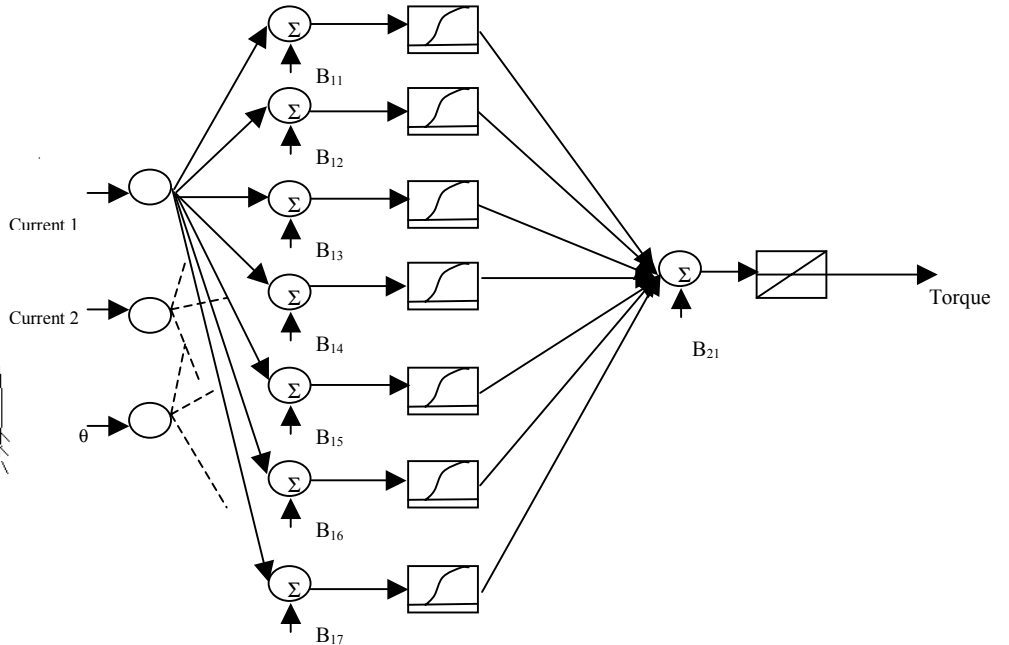 Σ
B₁₁
Σ
B₁₂
Current 1
Σ
B₁₃
Σ
Torque
Current 2
Σ
B₁₄
B₂₁
Σ
B₁₅
θ
Σ
B₁₆
Σ
B₁₇